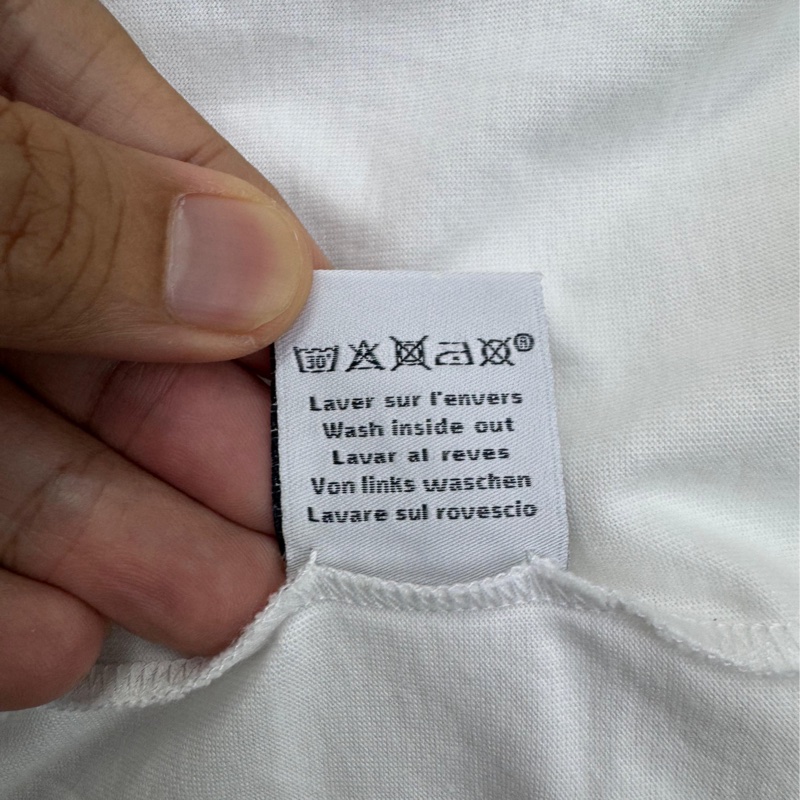 30° ®
Laver sur l'envers
Wash inside out
Lavar al reves
Von links waschen
Lavare sul rovescio